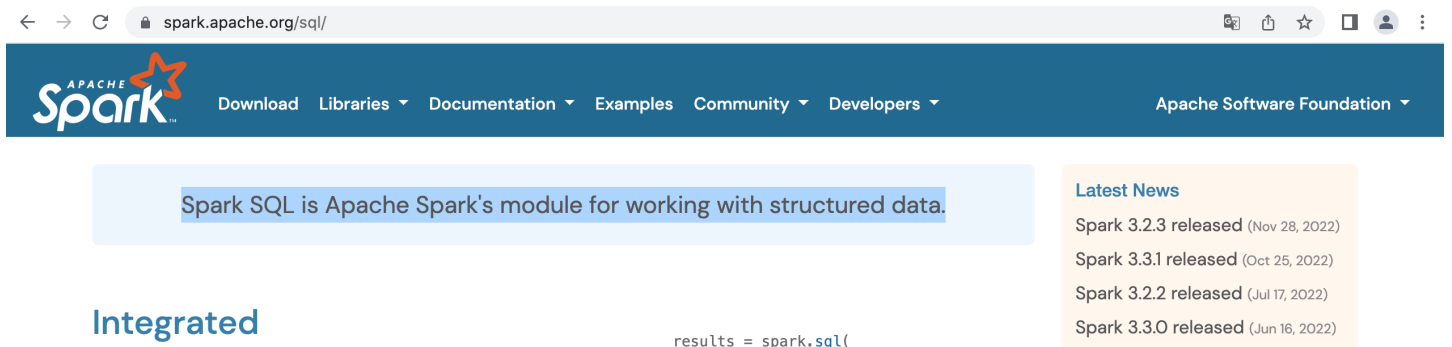 spark.apache.org/sql/
APACHE
Spark™
Download Libraries Documentation Examples Community Developers Apache Software Foundation
Spark SQL is Apache Spark's module for working with structured data.
Latest News
Spark 3.2.3 released (Nov 28, 2022)
Spark 3.3.1 released (Oct 25, 2022)
Spark 3.2.2 released (Jul 17, 2022)
Spark 3.3.0 released (Jun 16, 2022)
Integrated
results = spark.sql(